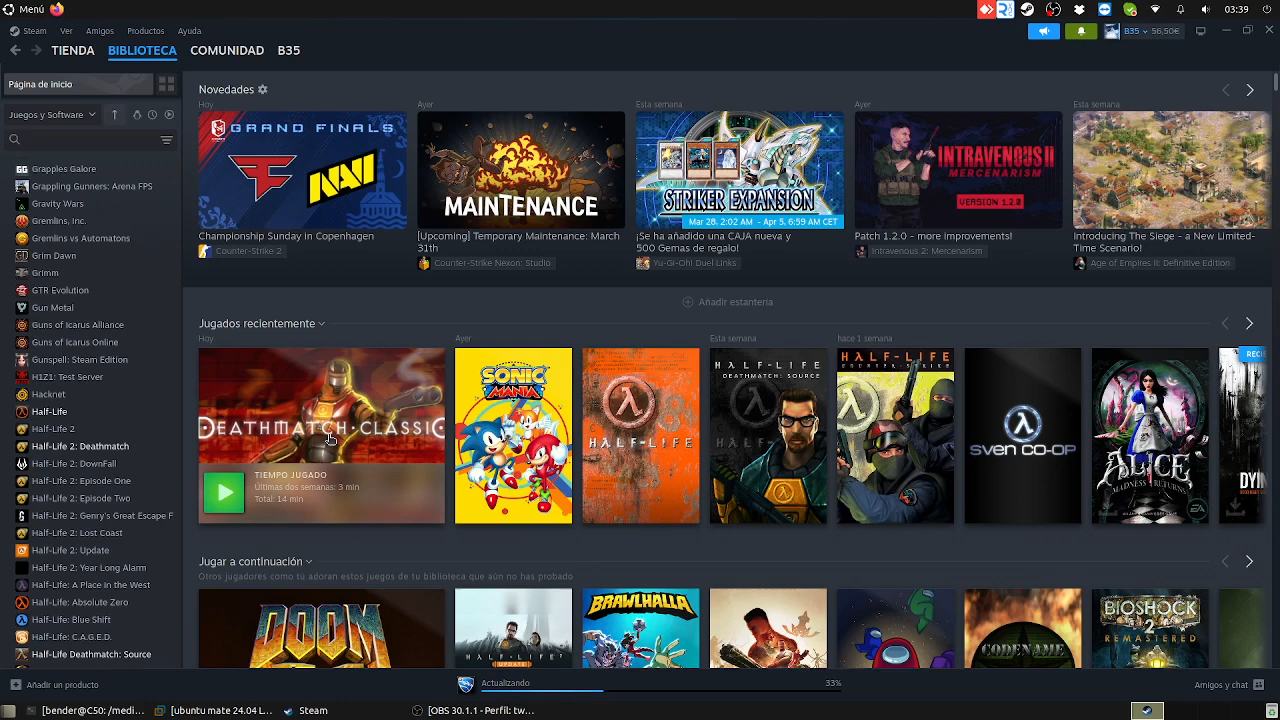 Menú
03:39
Steam
Ver
Amigos
Productos
Ayuda
B35
56,50€
TIENDA
BIBLIOTECA
COMUNIDAD
B35
Página de inicio
Juegos y Software
Grapples Galore
Grappling Gunners: Arena FPS
Gravity Wars
Gremlins, Inc.
Gremlins vs Automatons
Grim Dawn
Grimm
GTR Evolution
Gun Metal
Guns of Icarus Alliance
Guns of Icarus Online
Gunspell: Steam Edition
H1Z1: Test Server
Hacknet
Half-Life
Half-Life 2
Half-Life 2: Deathmatch
Half-Life 2: DownFall
Half-Life 2: Episode One
Half-Life 2: Episode Two
Half-Life 2: Genry's Great Escape F
Half-Life 2: Lost Coast
Half-Life 2: Update
Half-Life 2: Year Long Alarm
Half-Life: A Place In the West
Half-Life: Absolute Zero
Half-Life: Blue Shift
Half-Life: C.A.G.E.D.
Half-Life Deathmatch: Source
Novedades
Hoy
GRAND FINALS
NAVI
Championship Sunday in Copenhagen
Counter-Strike 2
Ayer
MAINTENANCE
[Upcoming] Temporary Maintenance: March
31th
Counter-Strike Nexon: Studio
Esta semana
STRIKER EXPANSION
Mar 28, 2:02 AM - Apr 5, 6:59 AM CET
¡Se ha añadido una CAJA nueva y
500 Gemas de regalo!
Yu-Gi-Oh! Duel Links
Ayer
INTRAVENOUS II
MERCENARISM
VERSION 1.2.0
Patch 1.2.0 - more improvements!
Intravenous 2: Mercenarism
Esta semana
Introducing The Siege – a New Limited-
Time Scenario!
Age of Empires II: Definitive Edition
Añadir estantería
Jugados recientemente
Hoy
DEATHMATCH·CLASSIC
TIEMPO JUGADO
Últimas dos semanas: 3 min
Total: 14 min
Ayer
SONIC
MANIA
HALF-LIFE
Esta semana
HALF-LIFE
DEATHMATCH: SOURCE
hace 1 semana
HALF-LIFE
COUNTER-STRIKE
SVEN CO-OP
ALICE
MADNESS RETURNS
EA
RECIE
DYIN
Jugar a continuación
Otros jugadores como tú adoran estos juegos de tu biblioteca que aún no has probado
DOOM
HALF-LIFE²
UPDATE
BRAWLHALLA
CODENAME
BIOSHOCK
2
REMASTERED
Añadir un producto
Actualizando
33%
Amigos y chat
[bender@C50: /medi...
[ubuntu mate 24.04 L...
Steam
[OBS 30.1.1 - Perfil: tw...